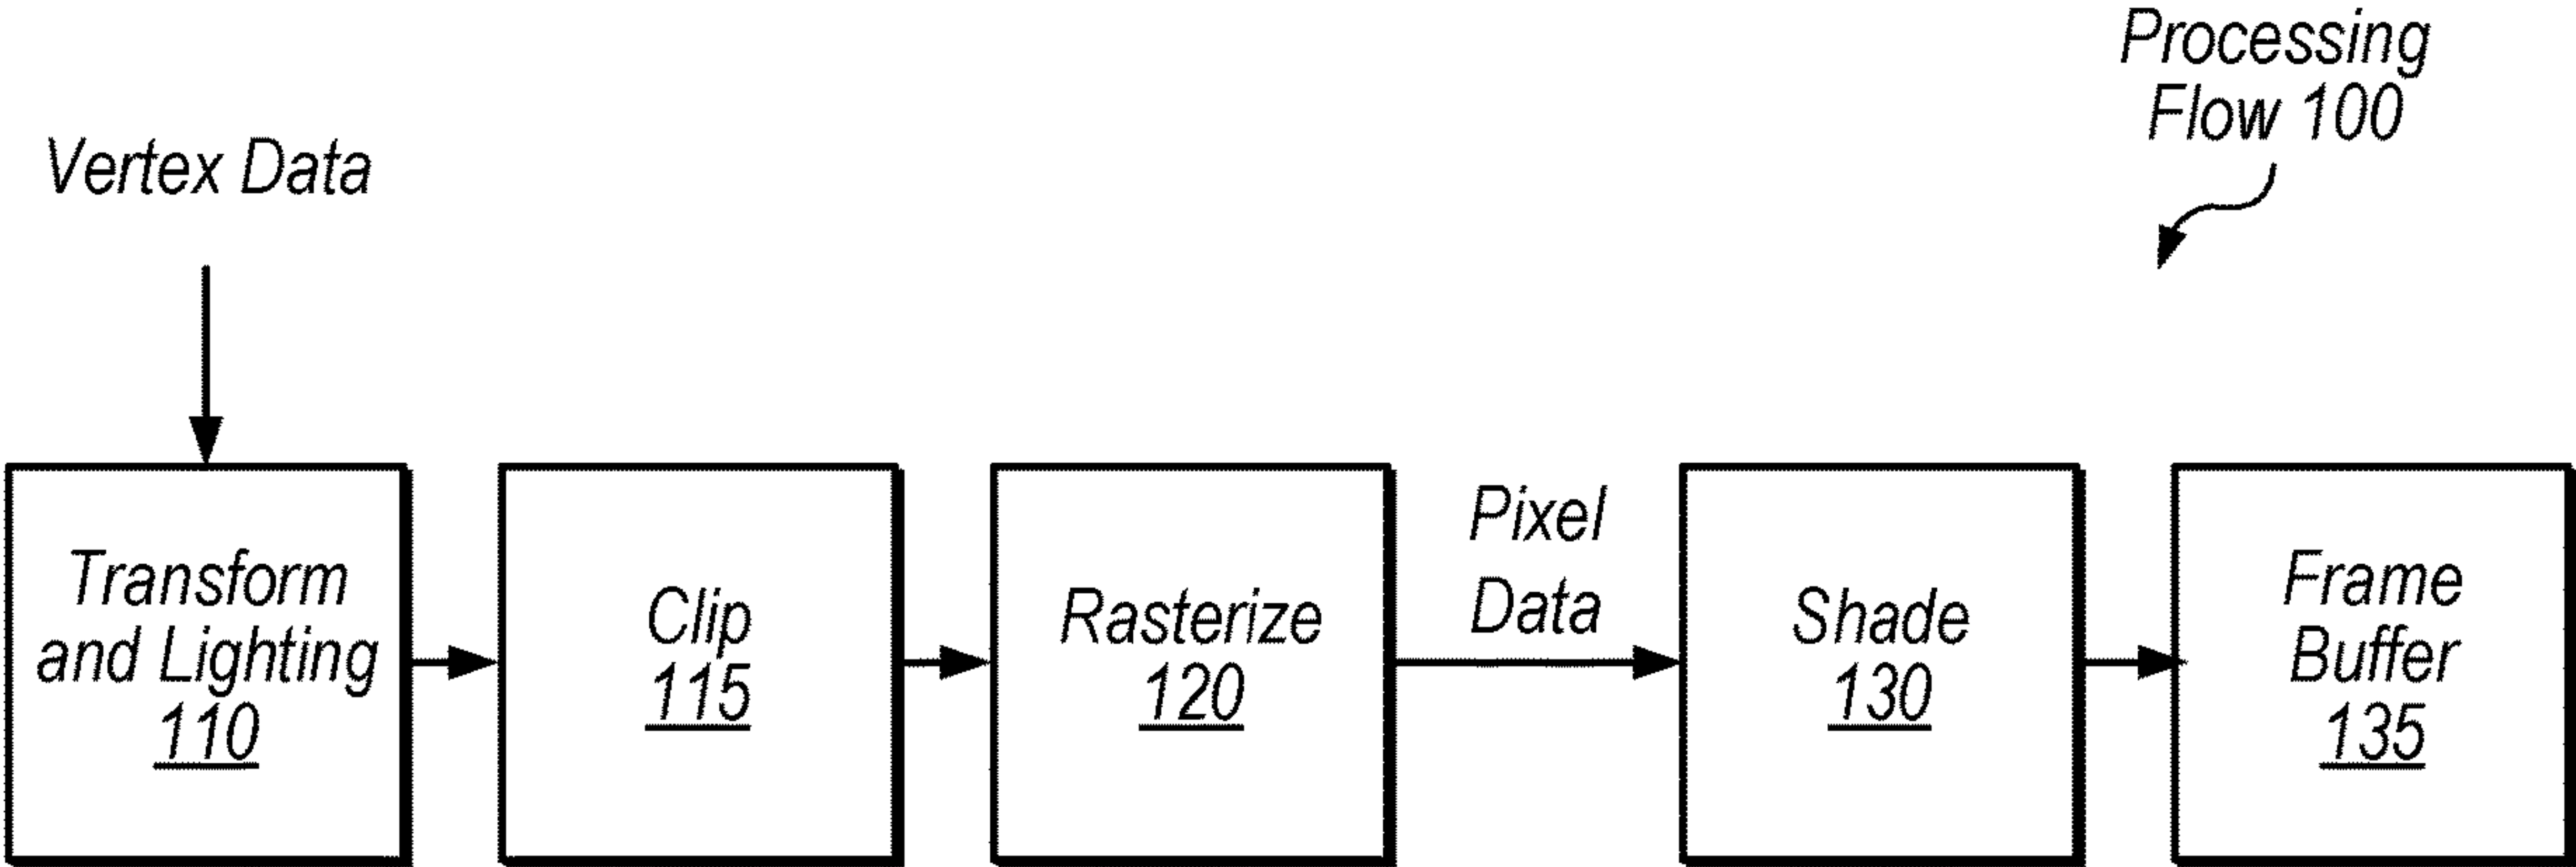 Processing
Flow 100
Vertex Data
Transform
and Lighting
110
Clip
115
Rasterize
120
Pixel
Data
Shade
130
Frame
Buffer
135